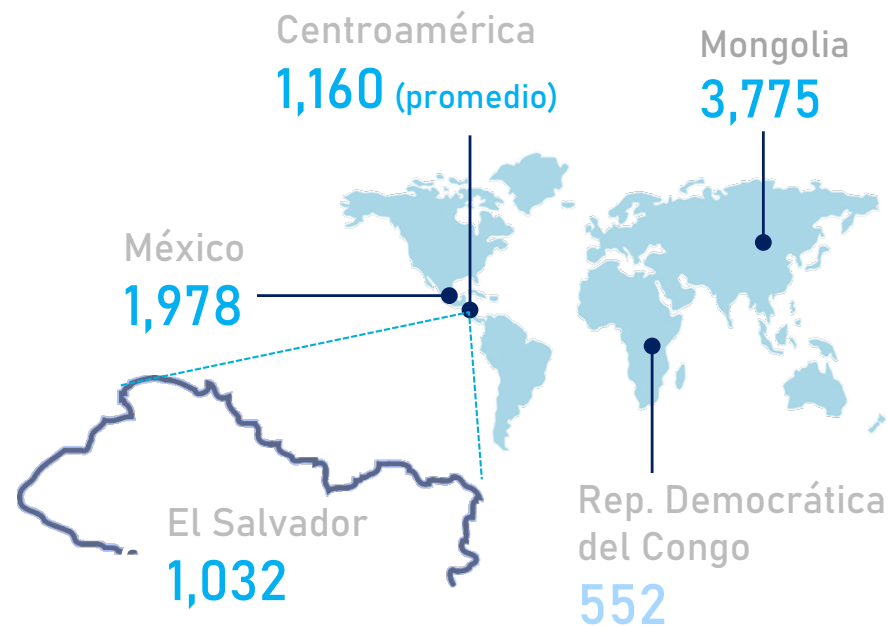 Centroamérica
1,160 (promedio)
Mongolia
3,775
México
1,978
El Salvador
1,032
Rep. Democrática
del Congo
552